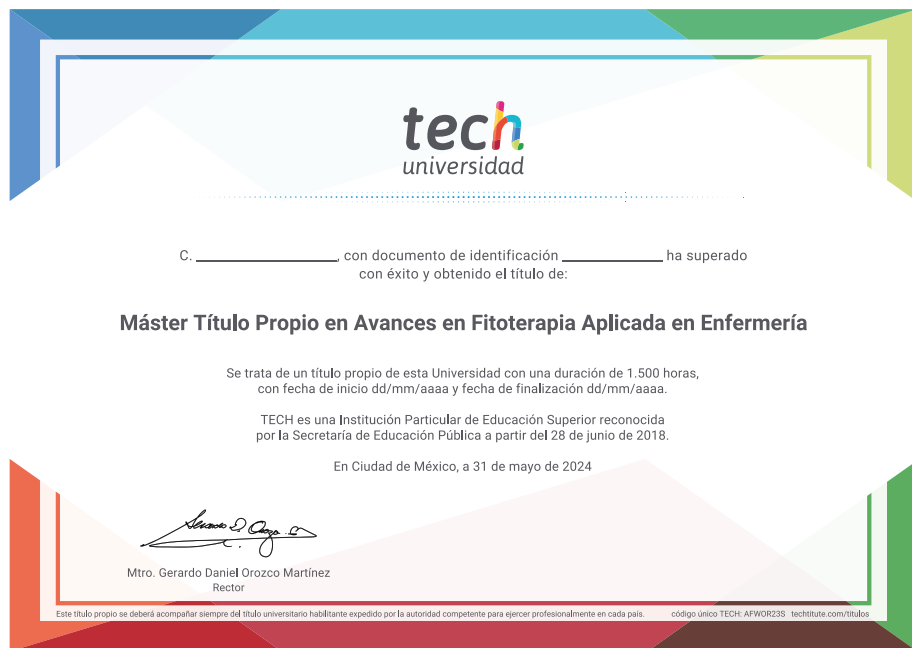 tech
universidad
C. ____________________, con documento de identificación ______________ ha superado
con éxito y obtenido el título de:
Máster Título Propio en Avances en Fitoterapia Aplicada en Enfermería
Se trata de un título propio de esta Universidad con una duración de 1.500 horas,
con fecha de inicio dd/mm/aaaa y fecha de finalización dd/mm/aaaa.
TECH es una Institución Particular de Educación Superior reconocida
por la Secretaría de Educación Pública a partir del 28 de junio de 2018.
En Ciudad de México, a 31 de mayo de 2024
Mtro. Gerardo Daniel Orozco Martínez
Rector
Este título propio se deberá acompañar siempre del título universitario habilitante expedido por la autoridad competente para ejercer profesionalmente en cada país. código único TECH: AFWOR23S techtitute.com/titulos